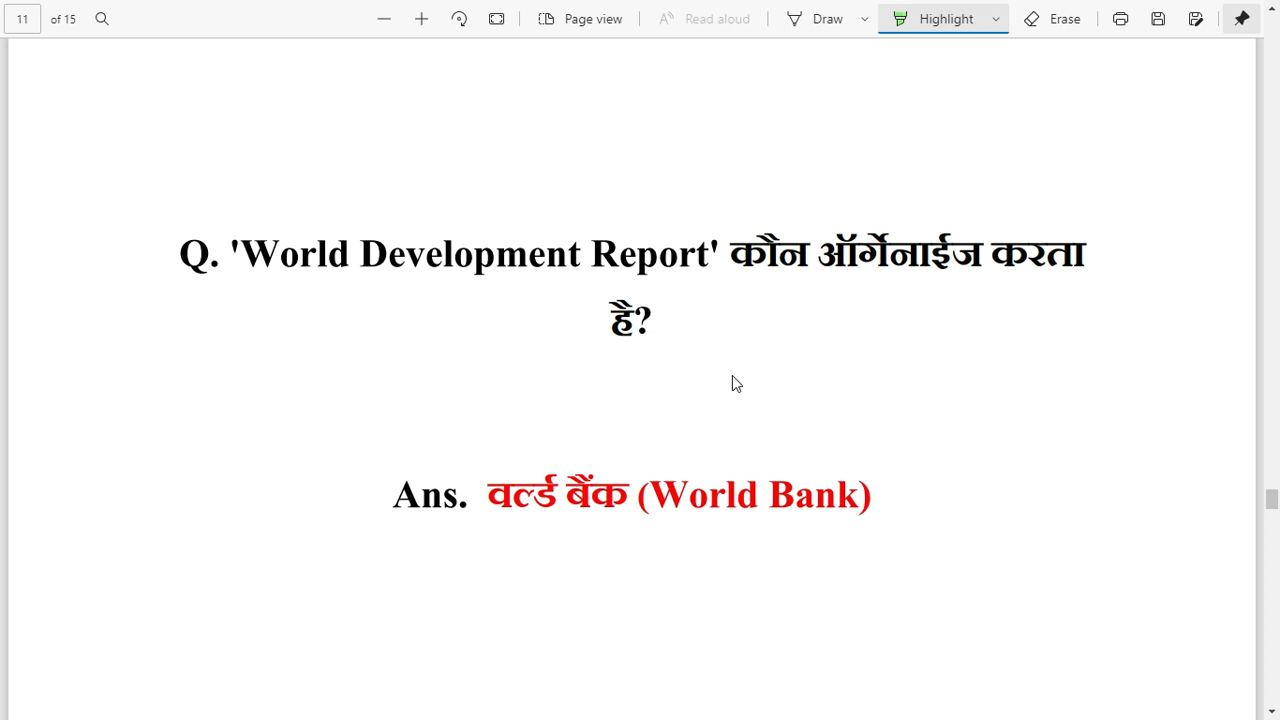 11 of 15 Page view Read aloud Draw Highlight Erase
Q. 'World Development Report' कौन ऑर्गेनाईज करता
है?
Ans. वर्ल्ड बैंक (World Bank)